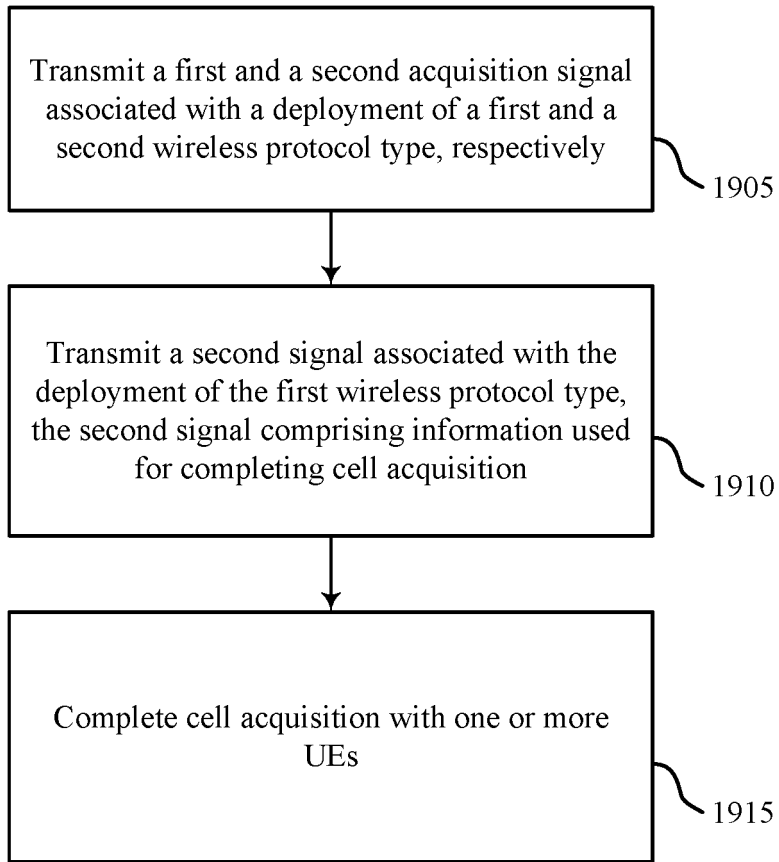 Transmit a first and a second acquisition signal
associated with a deployment of a first and a
second wireless protocol type, respectively
1905
Transmit a second signal associated with the
deployment of the first wireless protocol type,
the second signal comprising information used
for completing cell acquisition
1910
Complete cell acquisition with one or more
UEs
1915